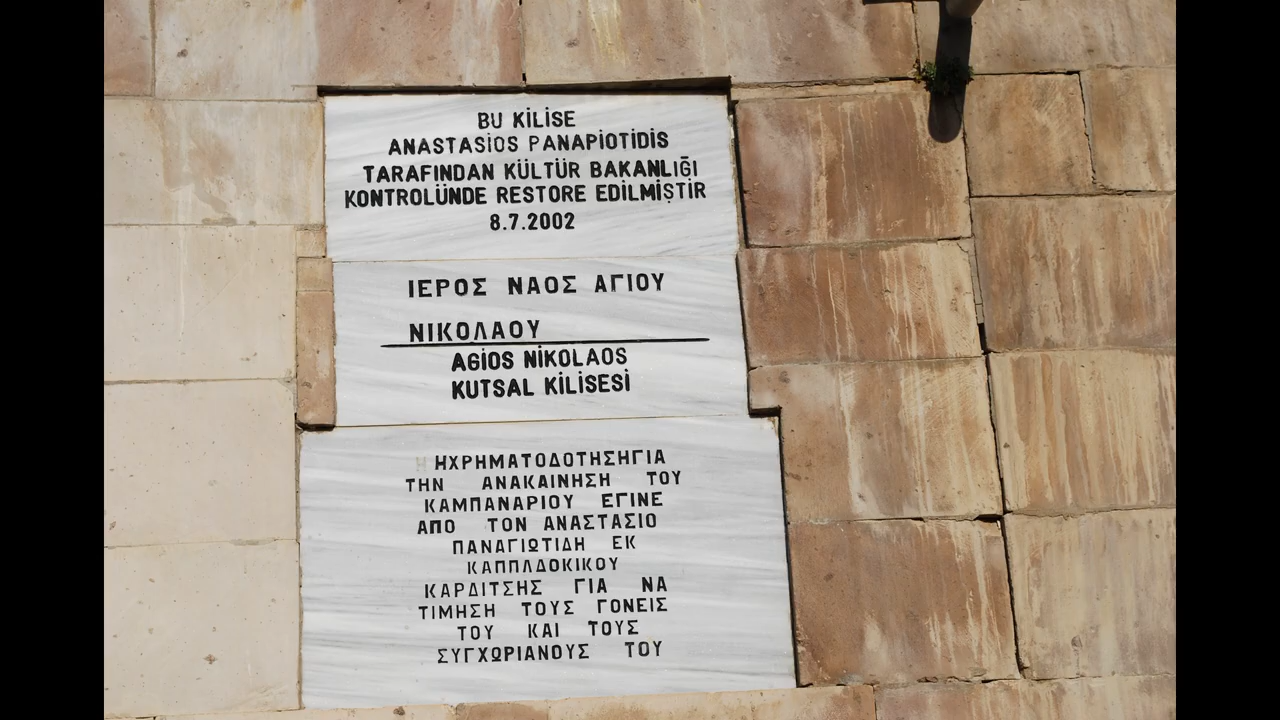 BU KİLİSE
ANASTASİOS PANAPİOTİDİS
TARAFINDAN KÜLTÜR BAKANLIĞI
KONTROLÜNDE RESTORE EDİLMİŞTİR
8.7.2002
ΙΕΡΟΣ ΝΑΟΣ ΑΓΙΟΥ
ΝΙΚΟΛΑΟΥ
AGİOS NİKOLAOS
KUTSAL KİLİSESİ
Η ΗΧΡΗΜΑΤΟΔΟΤΗΣΗΓΙΑ
ΤΗΝ ΑΝΑΚΑΙΝΗΣΗ ΤΟΥ
ΚΑΜΠΑΝΑΡΙΟΥ ΕΓΙΝΕ
ΑΠΟ ΤΟΝ ΑΝΑΣΤΑΣΙΟ
ΠΑΝΑΓΙΩΤΙΔΗ ΕΚ
ΚΑΠΠΛΔΟΚΙΚΟΥ
ΚΑΡΔΙΤΣΗΣ ΓΙΑ ΝΑ
ΤΙΜΗΣΗ ΤΟΥΣ ΓΟΝΕΙΣ
ΤΟΥ ΚΑΙ ΤΟΥΣ
ΣΥΓΧΩΡΙΑΝΟΥΣ ΤΟΥ